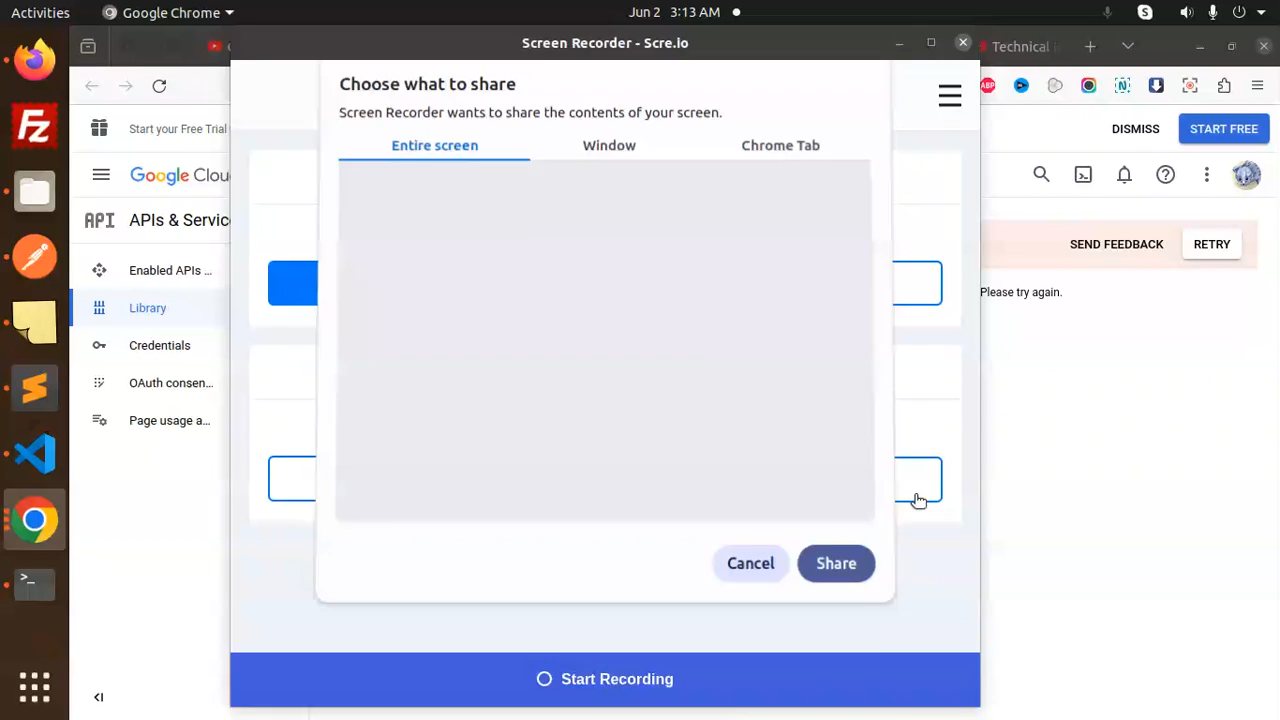 Activities
Google Chrome
Jun 2 3:13 AM
Screen Recorder - Scre.io
Technical
ABP
Start your Free Trial
DISMISS
START FREE
Google Clou
API
APIs & Servic
Enabled APIs ...
Library
Credentials
OAuth consen...
Page usage a...
Choose what to share
Screen Recorder wants to share the contents of your screen.
Entire screen
Window
Chrome Tab
SEND FEEDBACK
RETRY
Please try again.
Cancel
Share
Start Recording